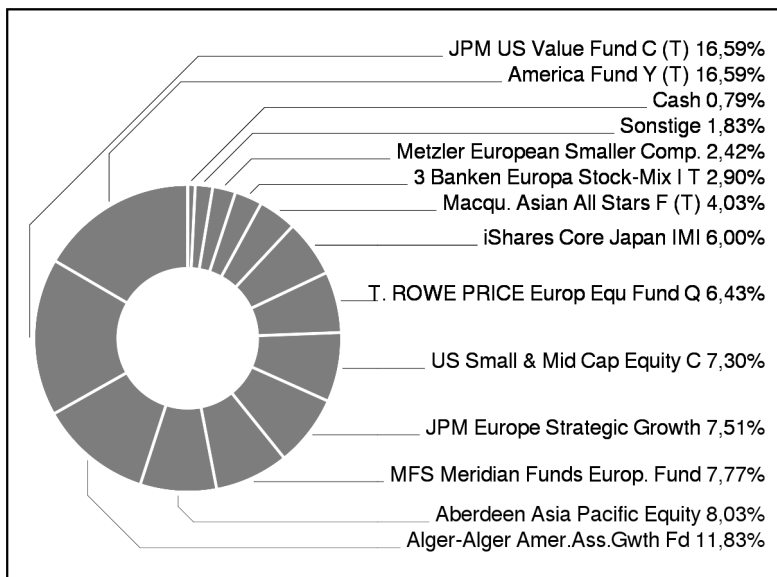 JPM US Value Fund C (T) 16,59%
America Fund Y (T) 16,59%
Cash 0,79%
Sonstige 1,83%
Metzler European Smaller Comp. 2,42%
3 Banken Europa Stock-Mix I T 2,90%
Macqu. Asian All Stars F (T) 4,03%
iShares Core Japan IMI 6,00%
T. ROWE PRICE Europ Equ Fund Q 6,43%
US Small & Mid Cap Equity C 7,30%
JPM Europe Strategic Growth 7,51%
MFS Meridian Funds Europ. Fund 7,77%
Aberdeen Asia Pacific Equity 8,03%
Alger-Alger Amer.Ass.Gwth Fd 11,83%